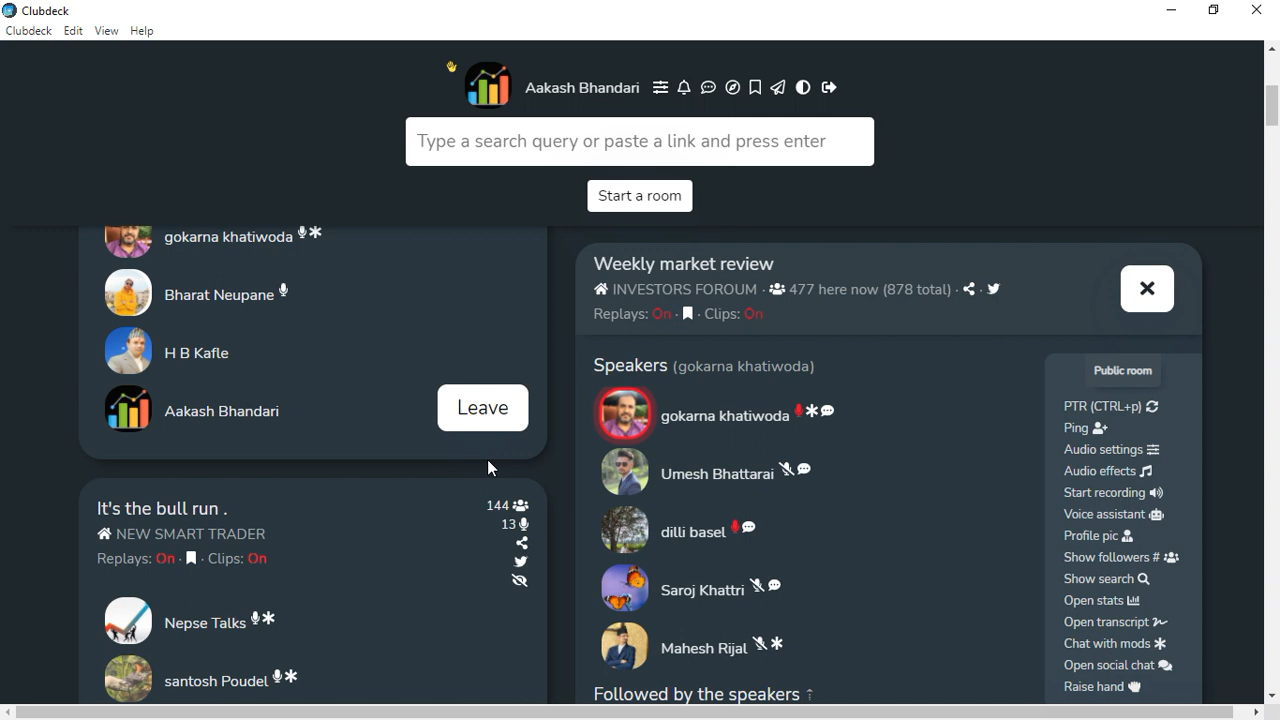 Clubdeck
Clubdeck Edit View Help
Aakash Bhandari
Type a search query or paste a link and press enter
Start a room
gokarna khatiwoda
Bharat Neupane
H B Kafle
Aakash Bhandari
Leave
It's the bull run .
NEW SMART TRADER
Replays: On · Clips: On
144
13
Nepse Talks
santosh Poudel
Weekly market review
INVESTORS FOROUM · 477 here now (878 total) · ·
Replays: On · · Clips: On
Speakers (gokarna khatiwoda)
gokarna khatiwoda
Umesh Bhattarai
dilli basel
Saroj Khattri
Mahesh Rijal
Followed by the speakers ↑
Public room
PTR (CTRL+p)
Ping
Audio settings
Audio effects
Start recording
Voice assistant
Profile pic
Show followers #
Show search
Open stats
Open transcript
Chat with mods
Open social chat
Raise hand